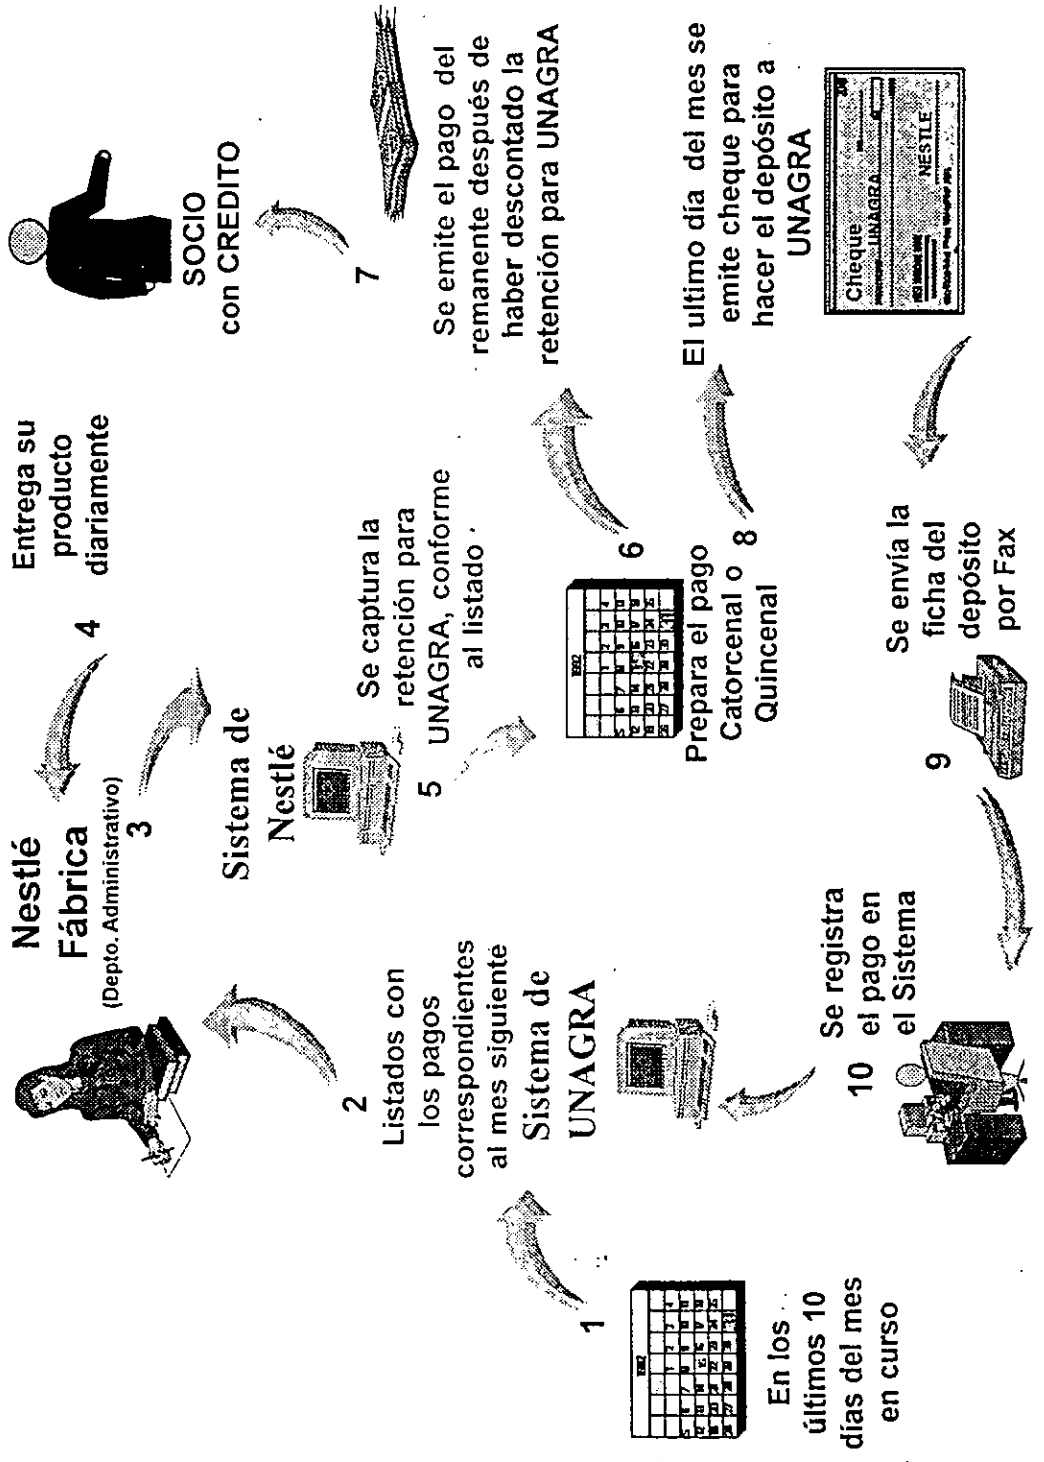 Nestlé
Fábrica
(Depto. Administrativo)
4
Entrega su
producto
diariamente
SOCIO
con CREDITO
3
Sistema de
Nestlé
2
Listados con
los pagos
correspondientes
al mes siguiente
Sistema de
UNAGRA
5
Se captura la
retención para
UNAGRA, conforme
al listado
7
Se emite el pago del
remanente después de
haber descontado la
retención para UNAGRA
1
En los
últimos 10
días del mes
en curso
6
Prepara el pago
Catorcenal o
Quincenal
8
El ultimo día del mes se
emite cheque para
hacer el depósito a
UNAGRA
Cheque
UNAGRA
NESTLE
10
Se registra
el pago en
el Sistema
9
Se envía la
ficha del
depósito
por Fax